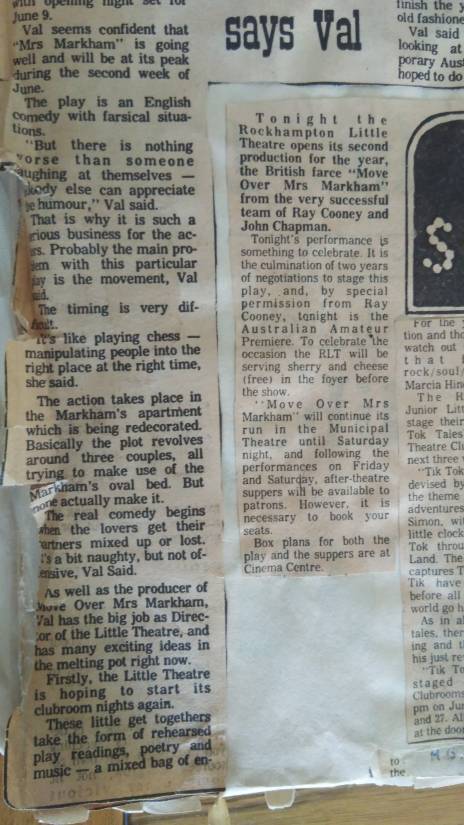 with opening night set for
June 9.
Val seems confident that
"Mrs Markham" is going
well and will be at its peak
during the second week of
June.
The play is an English
comedy with farsical situa-
tions.
"But there is nothing
worse than someone
laughing at themselves —
else can appreciate
humour," Val said.
That is why it is such a
serious business for the ac-
tors. Probably the main pro-
blem with this particular
play is the movement, Val
said.
The timing is very dif-
ficult.
It's like playing chess —
manipulating people into the
right place at the right time,
she said.
The action takes place in
the Markham's apartment
which is being redecorated.
Basically the plot revolves
around three couples, all
trying to make use of the
Markham's oval bed. But
none actually make it.
The real comedy begins
when the lovers get their
partners mixed up or lost.
It's a bit naughty, but not of-
fensive, Val Said.
As well as the producer of
Move Over Mrs Markham,
Val has the big job as Direc-
tor of the Little Theatre, and
has many exciting ideas in
the melting pot right now.
Firstly, the Little Theatre
is hoping to start its
clubroom nights again.
These little get togethers
take the form of rehearsed
play readings, poetry and
music — a mixed bag of en-
says Val
Tonight the
Rockhampton Little
Theatre opens its second
production for the year,
the British farce "Move
Over Mrs Markham"
from the very successful
team of Ray Cooney and
John Chapman.
Tonight's performance is
something to celebrate. It is
the culmination of two years
of negotiations to stage this
play, and, by special
permission from Ray
Cooney, tonight is the
Australian Amateur
Premiere. To celebrate the
occasion the RLT will be
serving sherry and cheese
(free) in the foyer before
the show.
"Move Over Mrs
Markham" will continue its
run in the Municipal
Theatre until Saturday
night, and following the
performances on Friday
and Saturday, after-theatre
suppers will be available to
patrons. However, it is
necessary to book your
seats.
Box plans for both the
play and the suppers are at
Cinema Centre.
finish the
old fashione
Val said
looking at
porary Aust
hoped to do
S
For the
tion and tho
watch out
that
rock/soul/
Marcia Hin
The R
Junior Litt
stage their
Tok Tales
Theatre Clu
next three
"Tik Tok
devised by
the theme
adventures
Simon, wi
little clock
Tok throu
Land. The
captures T
Tik have
before all
world go h
As in al
tales, ther
ing and th
his just re
"Tik To
staged
Clubrooms
pm on Jun
and 27. Al
at the doo
to
the